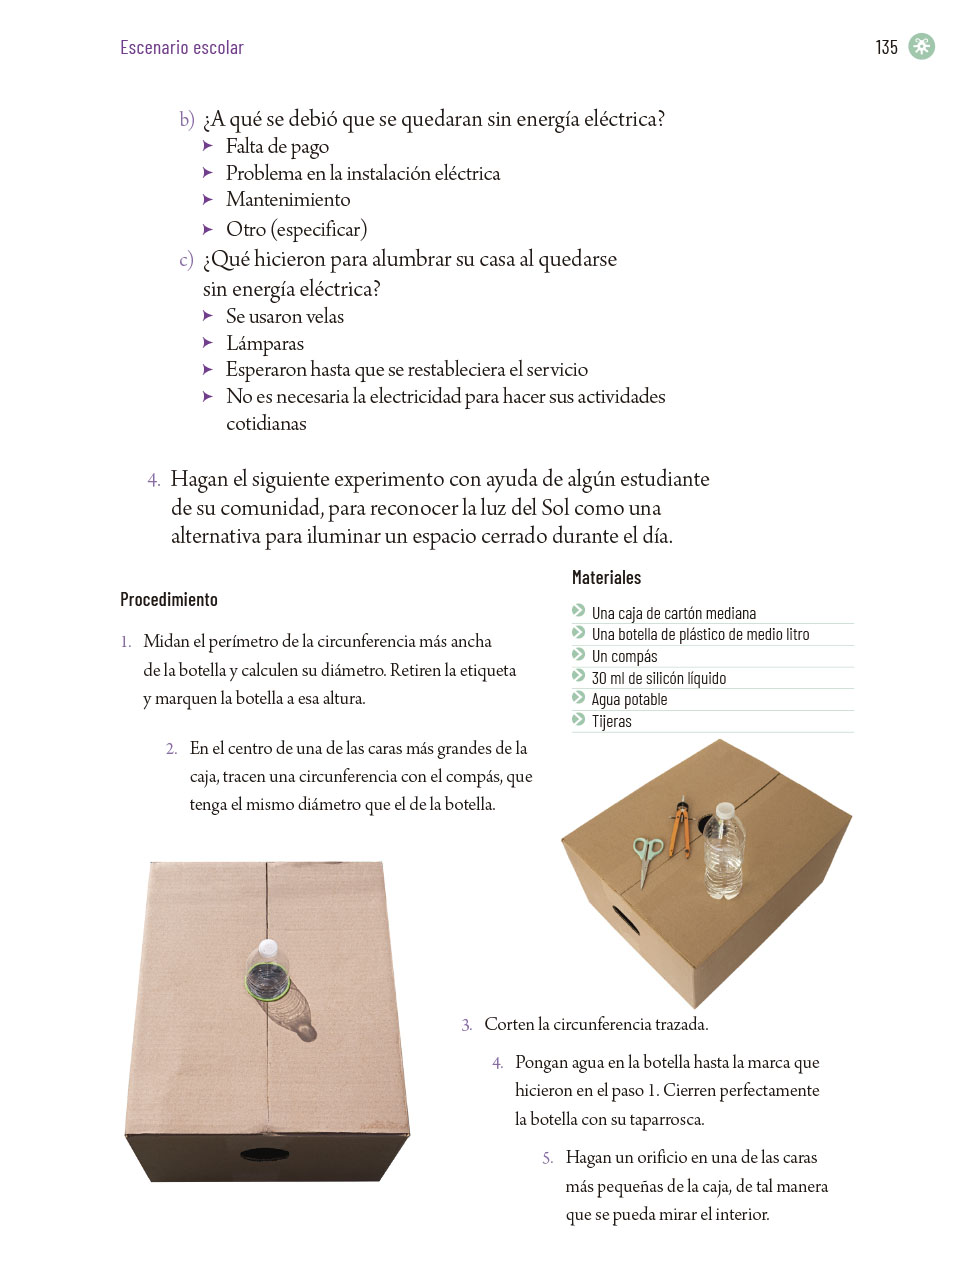 Escenario escolar
135
b) ¿A qué se debió que se quedaran sin energía eléctrica?
Falta de pago
Problema en la instalación eléctrica
Mantenimiento
Otro (especificar)
c) ¿Qué hicieron para alumbrar su casa al quedarse
sin energía eléctrica?
Se usaron velas
Lámparas
Esperaron hasta que se restableciera el servicio
No es necesaria la electricidad para hacer sus actividades
cotidianas
4. Hagan el siguiente experimento con ayuda de algún estudiante
de su comunidad, para reconocer la luz del Sol como una
alternativa para iluminar un espacio cerrado durante el día.
Procedimiento
1. Midan el perímetro de la circunferencia más ancha
de la botella y calculen su diámetro. Retiren la etiqueta
y marquen la botella a esa altura.
2. En el centro de una de las caras más grandes de la
caja, tracen una circunferencia con el compás, que
tenga el mismo diámetro que el de la botella.
Materiales
Una caja de cartón mediana
Una botella de plástico de medio litro
Un compás
30 ml de silicón líquido
Agua potable
Tijeras
3. Corten la circunferencia trazada.
4. Pongan agua en la botella hasta la marca que
hicieron en el paso 1. Cierren perfectamente
la botella con su taparrosca.
5. Hagan un orificio en una de las caras
más pequeñas de la caja, de tal manera
que se pueda mirar el interior.